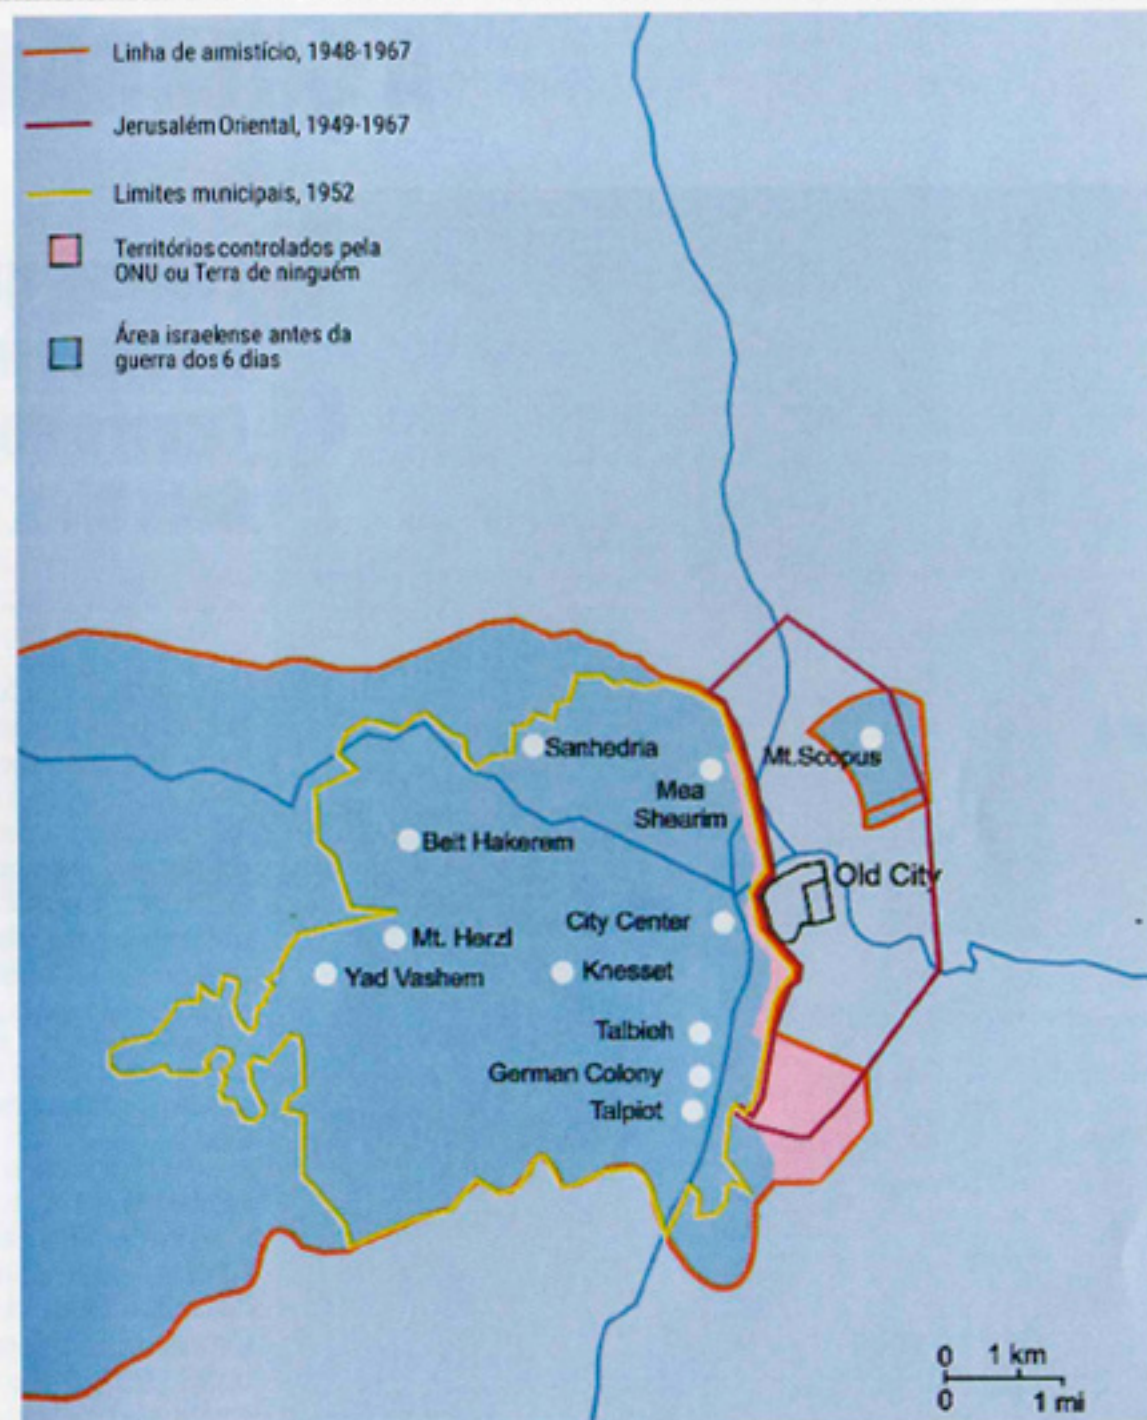 Linha de aimistício, 1948-1967
Jerusalém Oriental, 1949-1967
Limites municipais, 1952
Territórios controlados pela
ONU ou Terra de ninguém
Área israelense antes da
guerra dos 6 dias
Sanhedria
Mt.Scopus
Mea
Shearim
Beit Hakerem
Old City
City Center
Mt. Herzl
Knesset
Yad Vashem
Talbieh
German Colony
Talpiot
0 1 km
0 1 mi